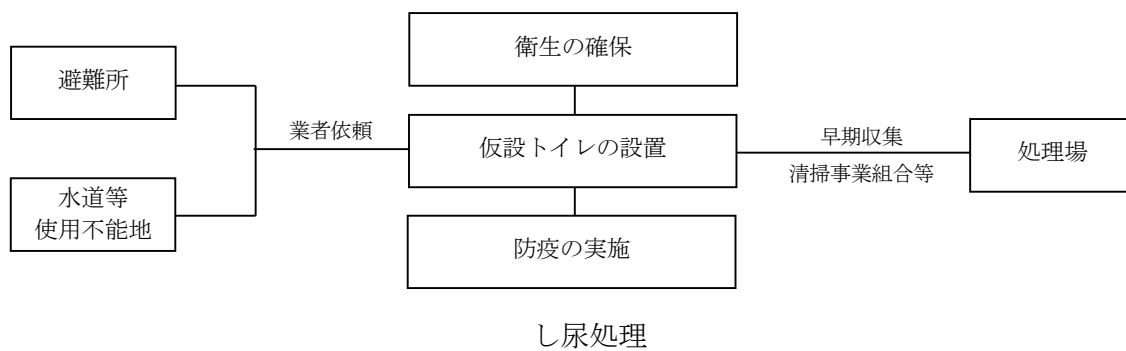 衛生の確保
避難所
業者依頼
仮設トイレの設置
早期収集
清掃事業組合等
処理場
水道等
使用不能地
防疫の実施
し尿処理